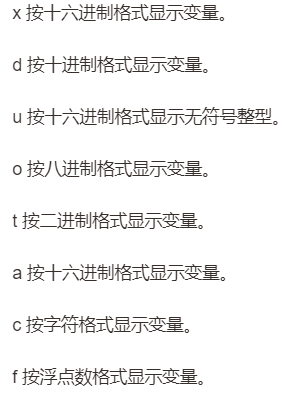 x 按十六进制格式显示变量。
d 按十进制格式显示变量。
u 按十六进制格式显示无符号整型。
o 按八进制格式显示变量。
t 按二进制格式显示变量。
a 按十六进制格式显示变量。
c 按字符格式显示变量。
f 按浮点数格式显示变量。